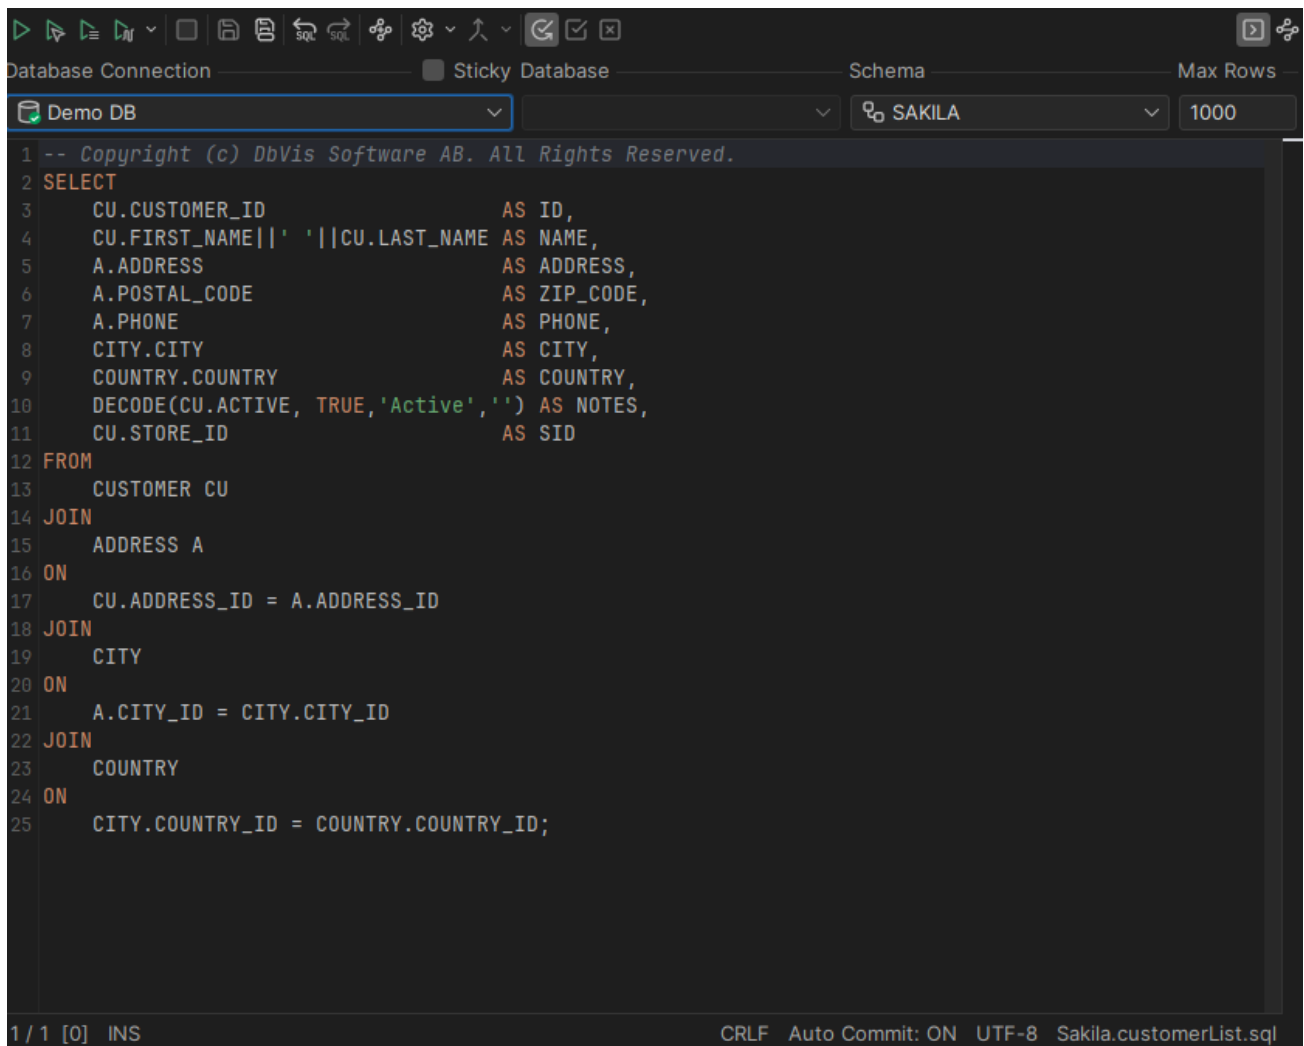 SQL SQL
Database Connection Sticky Database Schema Max Rows
Demo DB SAKILA 1000
1 -- Copyright (c) DbVis Software AB. All Rights Reserved.
2 SELECT
3     CU.CUSTOMER_ID                   AS ID,
4     CU.FIRST_NAME||' '||CU.LAST_NAME AS NAME,
5     A.ADDRESS                        AS ADDRESS,
6     A.POSTAL_CODE                    AS ZIP_CODE,
7     A.PHONE                          AS PHONE,
8     CITY.CITY                        AS CITY,
9     COUNTRY.COUNTRY                  AS COUNTRY,
10     DECODE(CU.ACTIVE, TRUE,'Active','') AS NOTES,
11     CU.STORE_ID                      AS SID
12 FROM
13     CUSTOMER CU
14 JOIN
15     ADDRESS A
16 ON
17     CU.ADDRESS_ID = A.ADDRESS_ID
18 JOIN
19     CITY
20 ON
21     A.CITY_ID = CITY.CITY_ID
22 JOIN
23     COUNTRY
24 ON
25     CITY.COUNTRY_ID = COUNTRY.COUNTRY_ID;
1 / 1 [0] INS CRLF Auto Commit: ON UTF-8 Sakila.customerList.sql